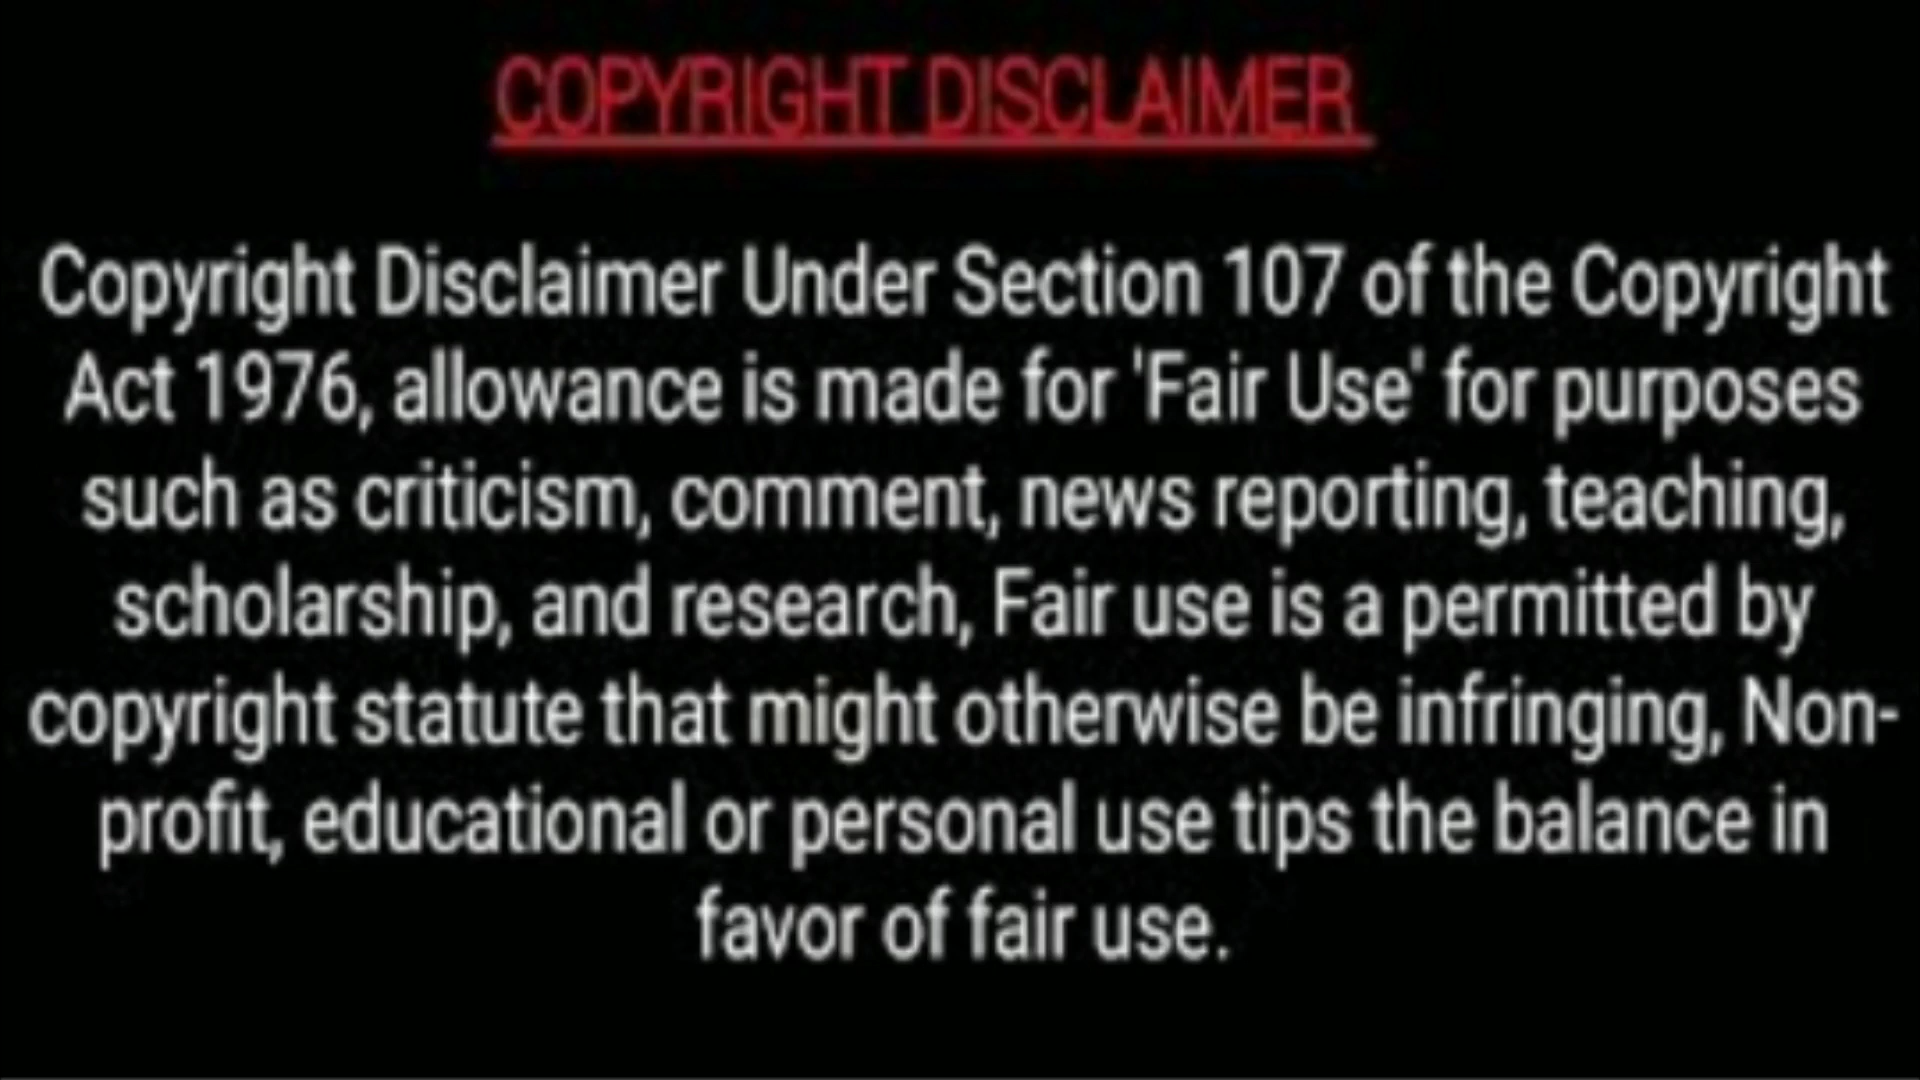 COPYRIGHT DISCLAIMER
Copyright Disclaimer Under Section 107 of the Copyright
Act 1976, allowance is made for 'Fair Use' for purposes
such as criticism, comment, news reporting, teaching,
scholarship, and research, Fair use is a permitted by
copyright statute that might otherwise be infringing, Non-
profit, educational or personal use tips the balance in
favor of fair use.